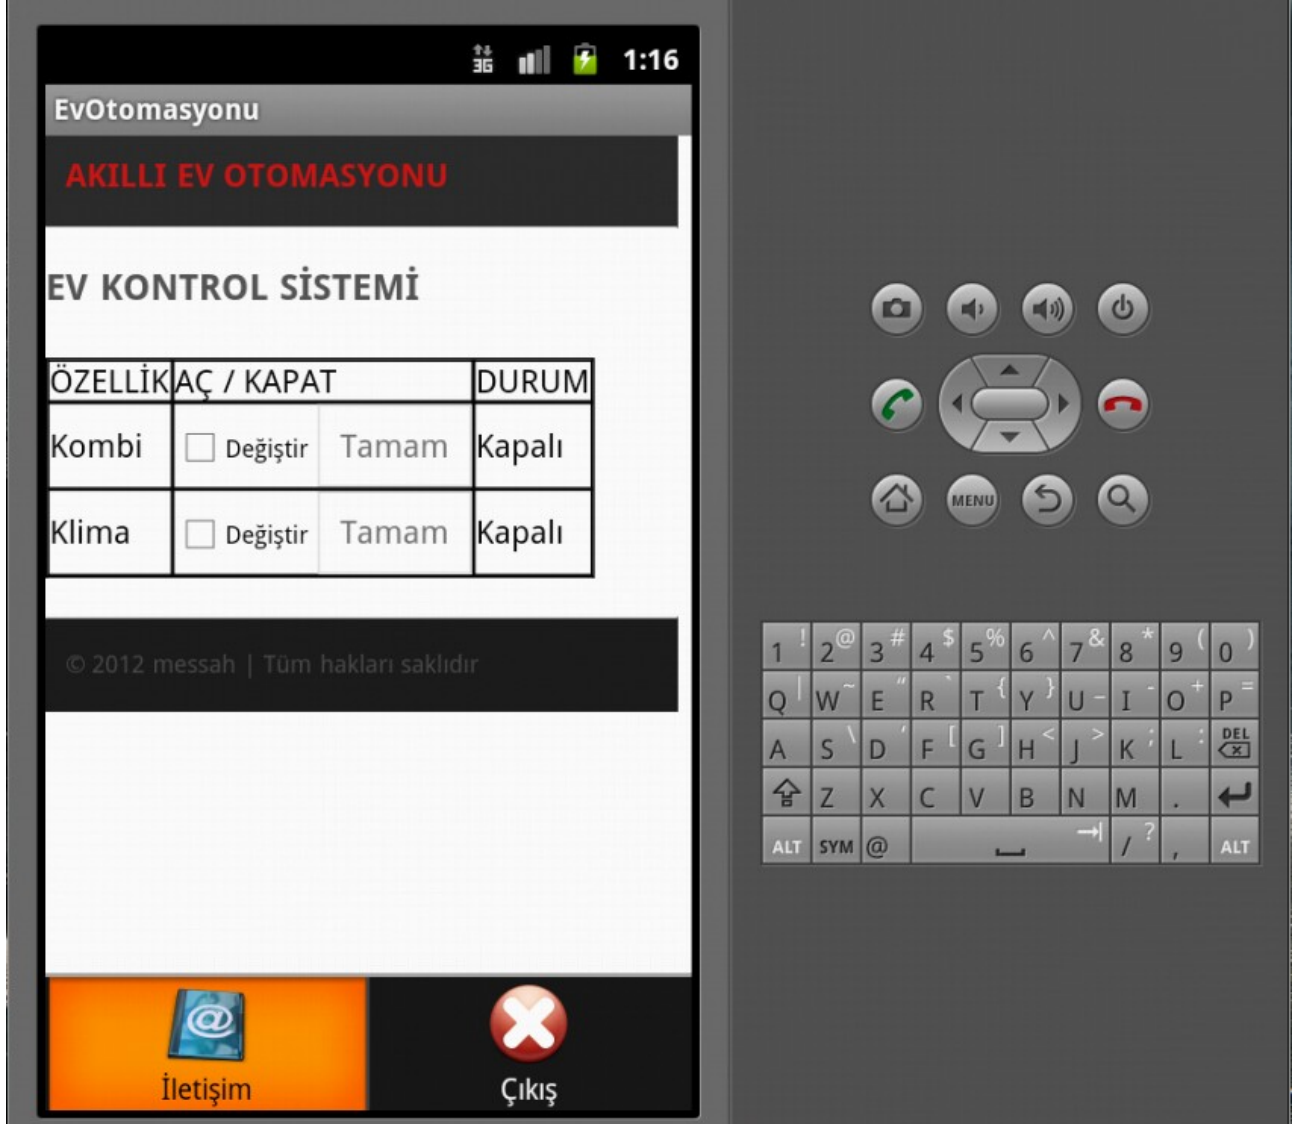 3G 1:16
EvOtomasyonu
AKILLI EV OTOMASYONU
EV KONTROL SİSTEMİ
ÖZELLİK AÇ / KAPAT DURUM
Kombi Değiştir Tamam Kapalı
Klima Değiştir Tamam Kapalı
© 2012 messah | Tüm hakları saklıdır
İletişim Çıkış
MENU
1 ! 2 @ 3 # 4 $ 5 % 6 ^ 7 & 8 * 9 ( 0 )
Q | W ~ E " R ` T { Y } U _ I - O + P =
A S \ D ' F [ G ] H < J > K ; L : DEL
Z X C V B N M .
ALT SYM @ / ? , ALT